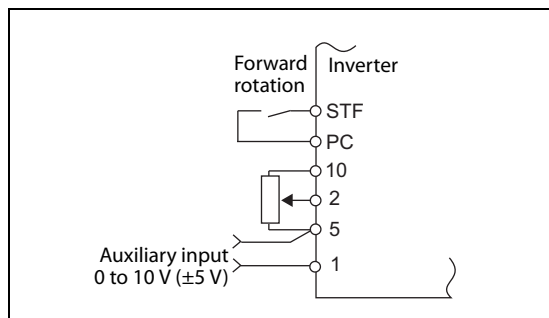 Forward
rotation
Inverter
STF
PC
10
2
5
Auxiliary input
0 to 10 V (±5 V)
1